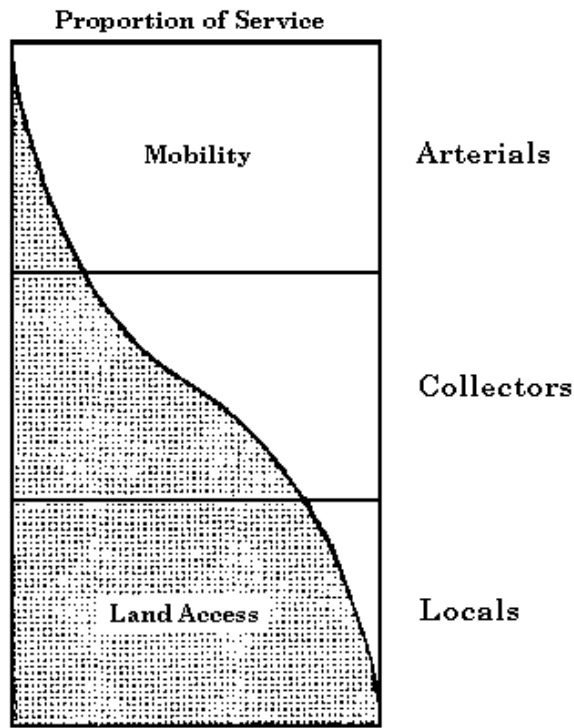 Proportion of Service
Mobility
Arterials
Collectors
Land Access
Locals